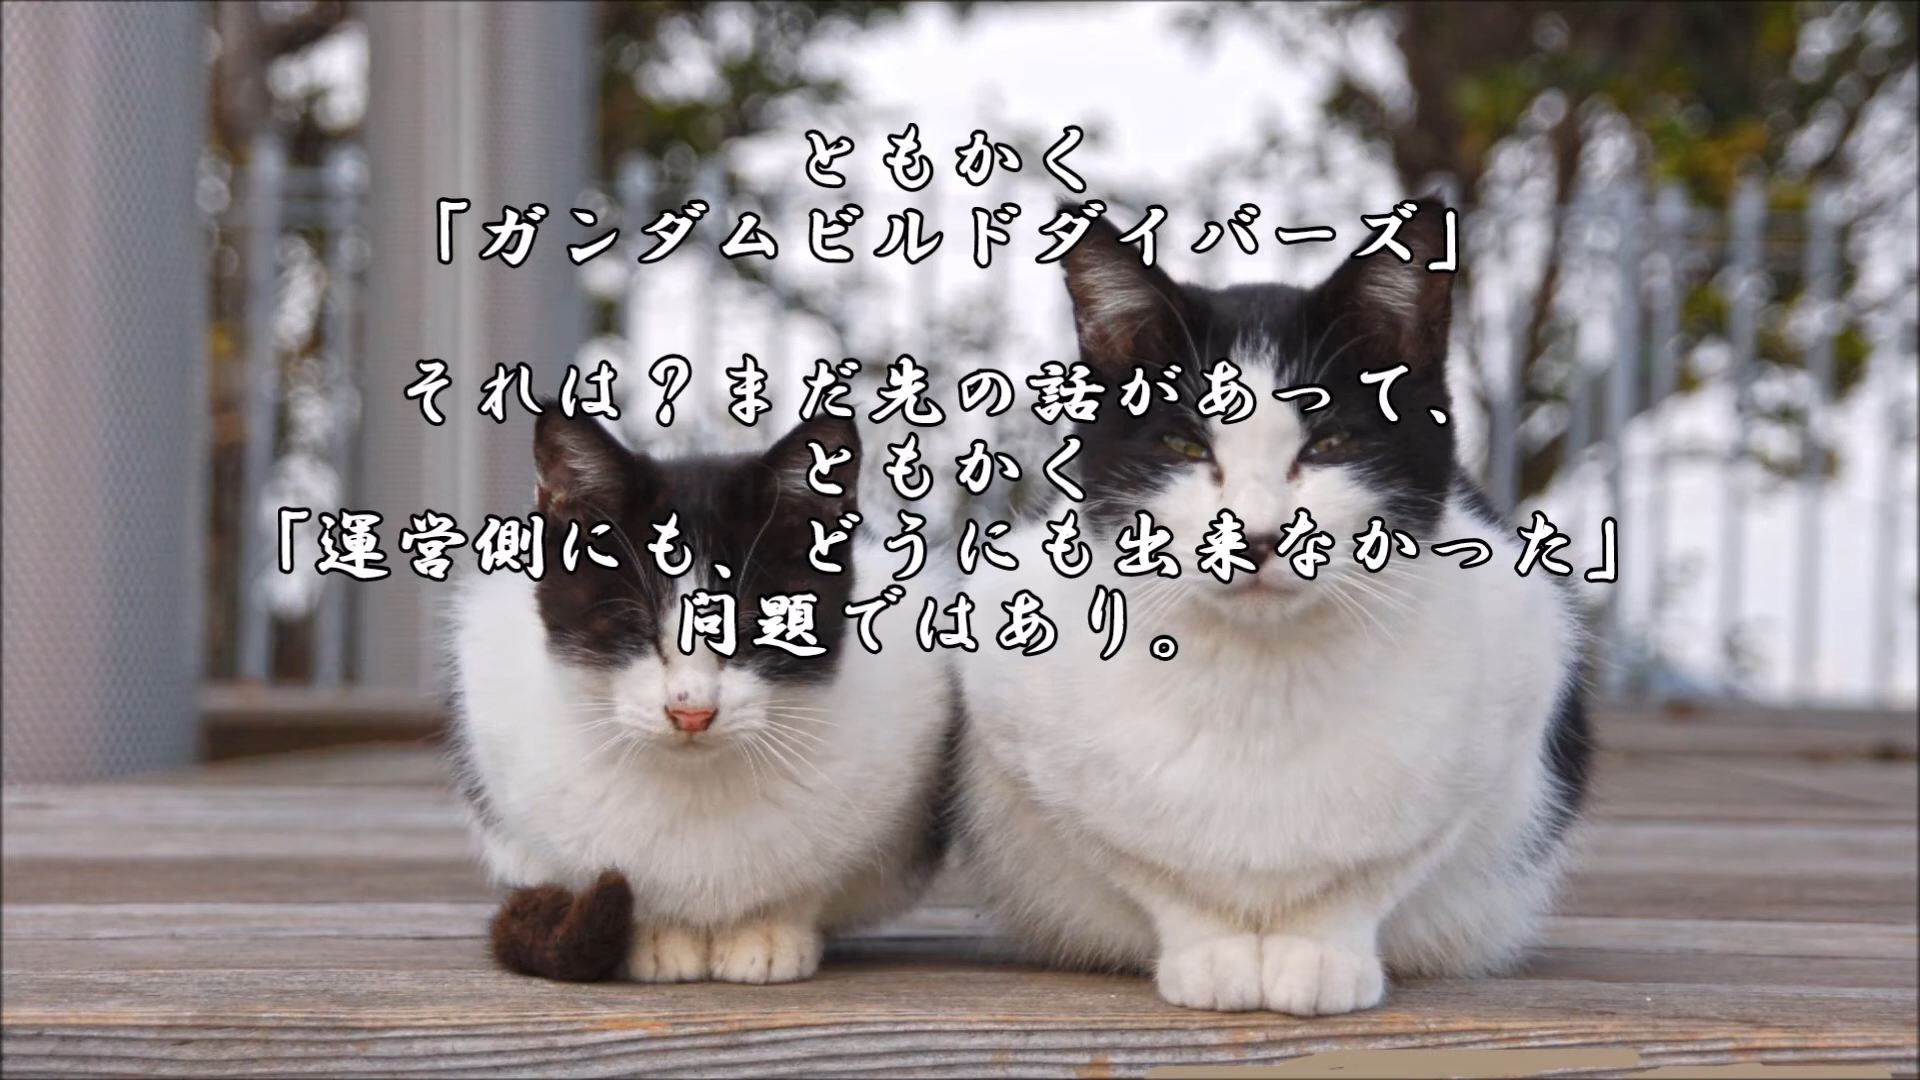 ともかく
「ガンダムビルドダイバーズ」
それは？まだ先の話があって、
ともかく
「運営側にも、どうにも出来なかった」
問題ではあり。